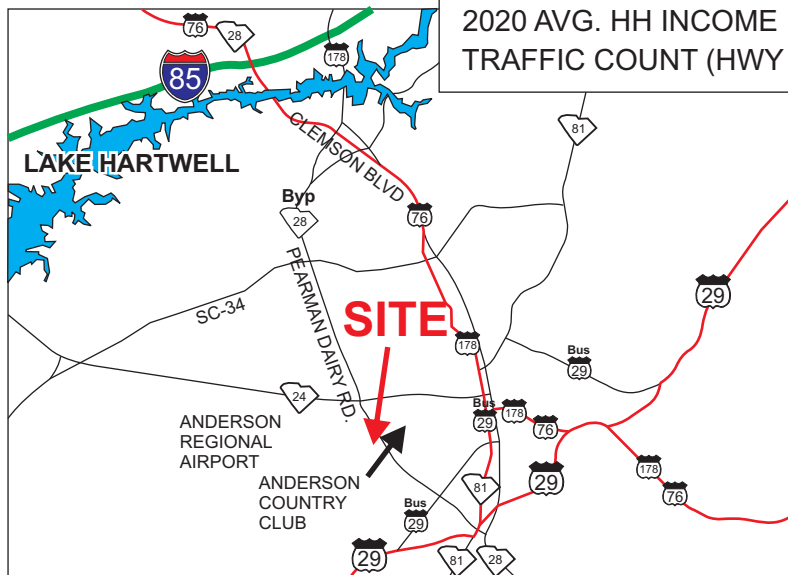 2020 AVG. HH INCOME
TRAFFIC COUNT (HWY
76
28
178
85
81
LAKE HARTWELL
CLEMSON BLVD
Byp
28
76
PEARMAN DAIRY RD.
29
SC-34
SITE
178
Bus
29
24
Bus
29
178
76
ANDERSON
REGIONAL
AIRPORT
ANDERSON
COUNTRY
CLUB
178
76
81
29
Bus
29
29
81
28